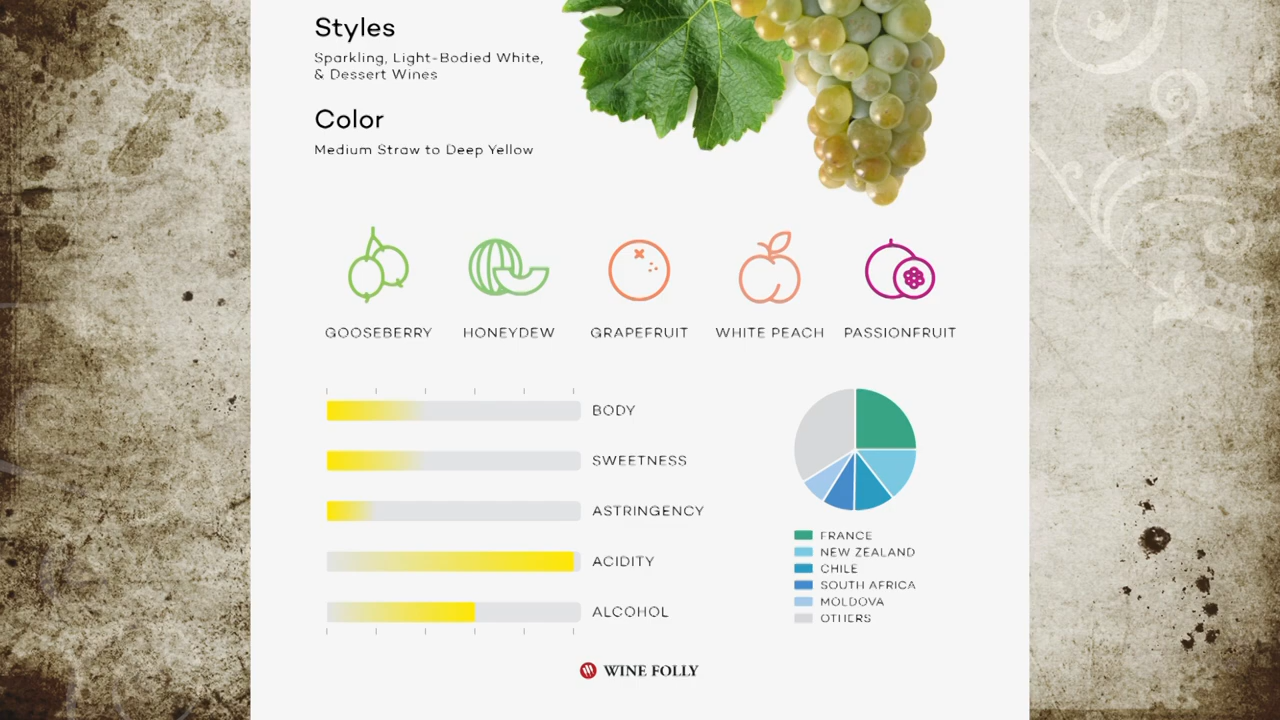 Styles
Sparkling, Light-Bodied White,
& Dessert Wines
Color
Medium Straw to Deep Yellow
GOOSEBERRY HONEYDEW GRAPEFRUIT WHITE PEACH PASSIONFRUIT
BODY
SWEETNESS
ASTRINGENCY
ACIDITY
ALCOHOL
FRANCE
NEW ZEALAND
CHILE
SOUTH AFRICA
MOLDOVA
OTHERS
WINE FOLLY